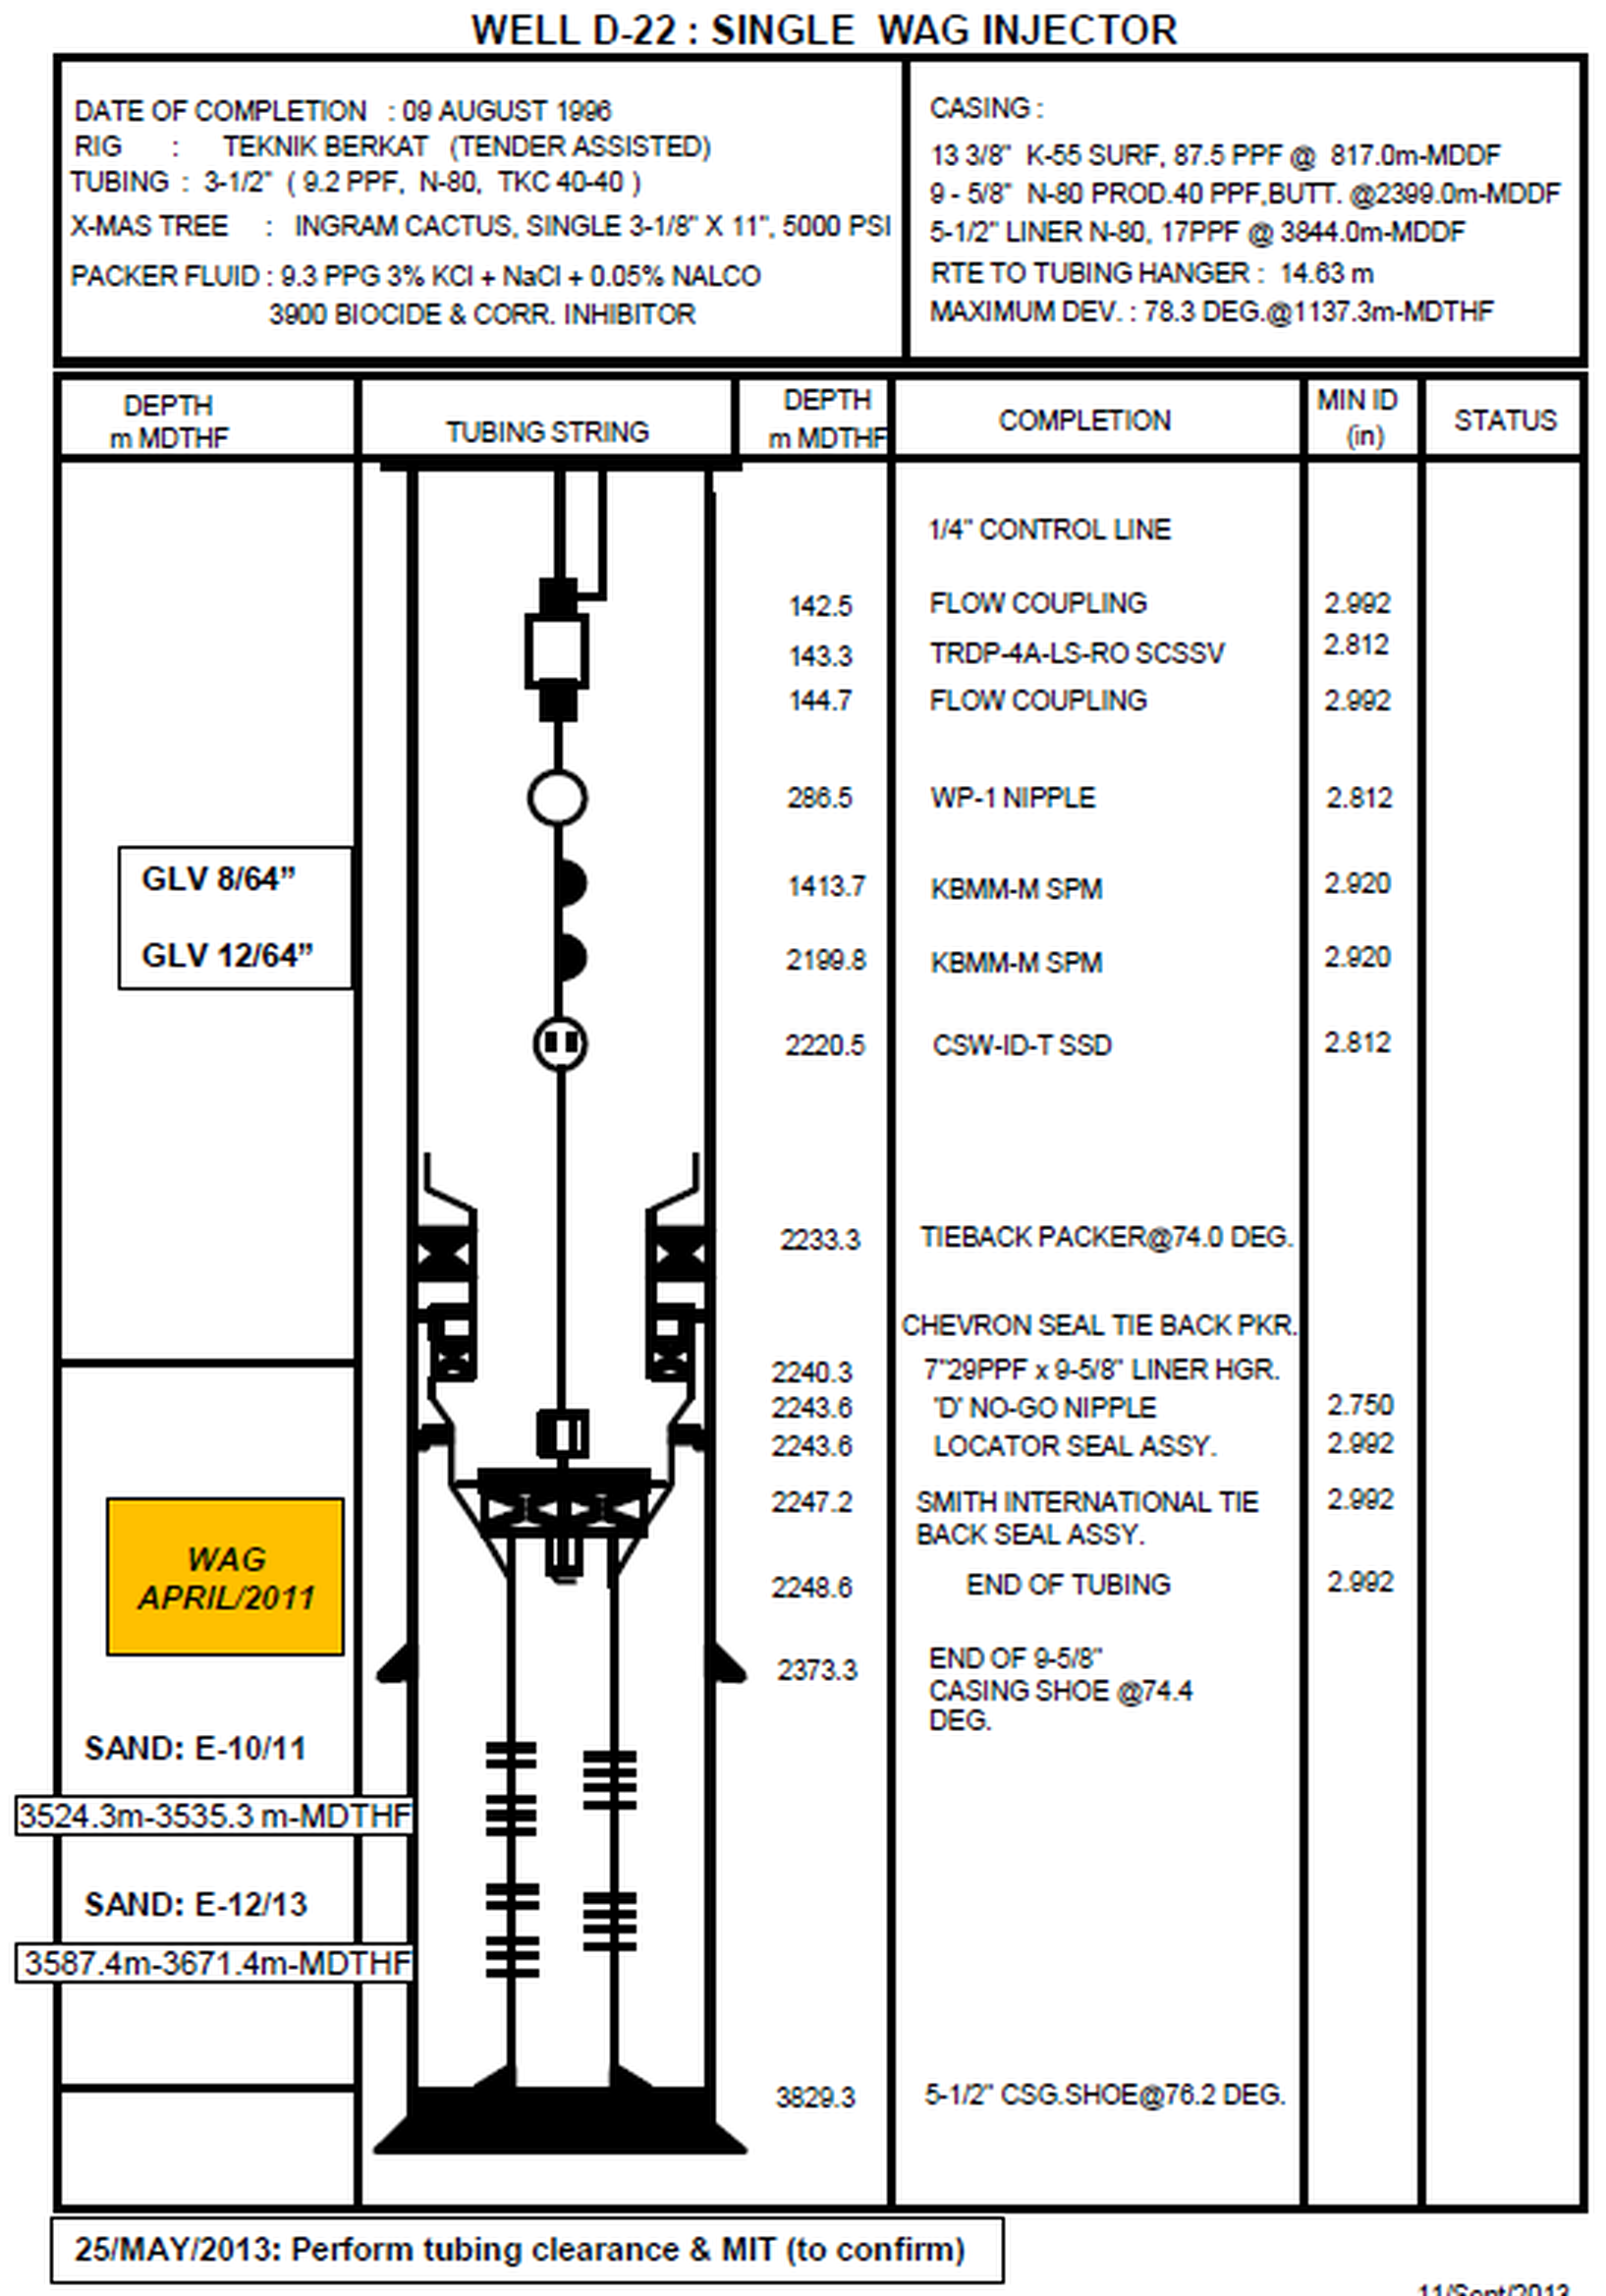 WELL D-22 : SINGLE WAG INJECTOR
DATE OF COMPLETION : 09 AUGUST 1996
RIG : TEKNIK BERKAT (TENDER ASSISTED)
TUBING : 3-1/2" ( 9.2 PPF, N-80, TKC 40-40 )
X-MAS TREE : INGRAM CACTUS, SINGLE 3-1/8" X 11", 5000 PSI
PACKER FLUID : 9.3 PPG 3% KCl + NaCl + 0.05% NALCO
3900 BIOCIDE & CORR. INHIBITOR
CASING :
13 3/8" K-55 SURF, 87.5 PPF @ 817.0m-MDDF
9 - 5/8" N-80 PROD.40 PPF,BUTT. @2399.0m-MDDF
5-1/2" LINER N-80, 17PPF @ 3844.0m-MDDF
RTE TO TUBING HANGER : 14.63 m
MAXIMUM DEV. : 78.3 DEG.@1137.3m-MDTHF
DEPTH m MDTHF TUBING STRING DEPTH m MDTHF COMPLETION MIN ID (in) STATUS
1/4" CONTROL LINE
142.5 FLOW COUPLING 2.992
143.3 TRDP-4A-LS-RO SCSSV 2.812
144.7 FLOW COUPLING 2.992
286.5 WP-1 NIPPLE 2.812
GLV 8/64” 1413.7 KBMM-M SPM 2.920
GLV 12/64” 2199.8 KBMM-M SPM 2.920
2220.5 CSW-ID-T SSD 2.812
2233.3 TIEBACK PACKER@74.0 DEG.
CHEVRON SEAL TIE BACK PKR.
2240.3 7"29PPF x 9-5/8" LINER HGR.
2243.6 'D' NO-GO NIPPLE 2.750
2243.6 LOCATOR SEAL ASSY. 2.992
2247.2 SMITH INTERNATIONAL TIE 2.992
BACK SEAL ASSY.
WAG
APRIL/2011
2248.6 END OF TUBING 2.992
2373.3 END OF 9-5/8"
CASING SHOE @74.4
DEG.
SAND: E-10/11
3524.3m-3535.3 m-MDTHF
SAND: E-12/13
3587.4m-3671.4m-MDTHF
3829.3 5-1/2" CSG.SHOE@76.2 DEG.
25/MAY/2013: Perform tubing clearance & MIT (to confirm)
11/Sept/2013